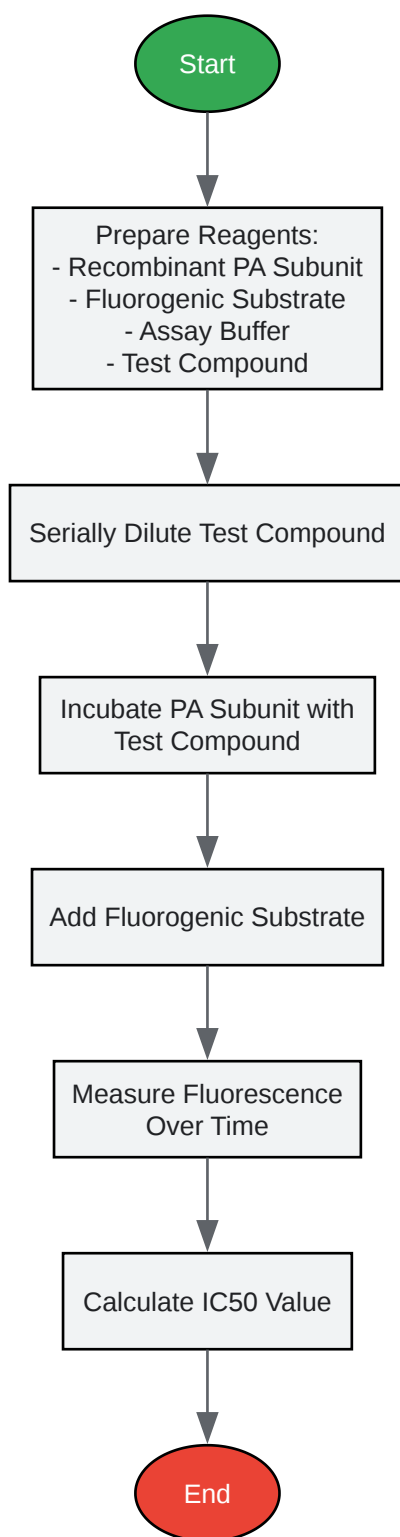 Start
Prepare Reagents:
- Recombinant PA Subunit
- Fluorogenic Substrate
- Assay Buffer
- Test Compound
Serially Dilute Test Compound
Incubate PA Subunit with
Test Compound
Add Fluorogenic Substrate
Measure Fluorescence
Over Time
Calculate IC50 Value
End